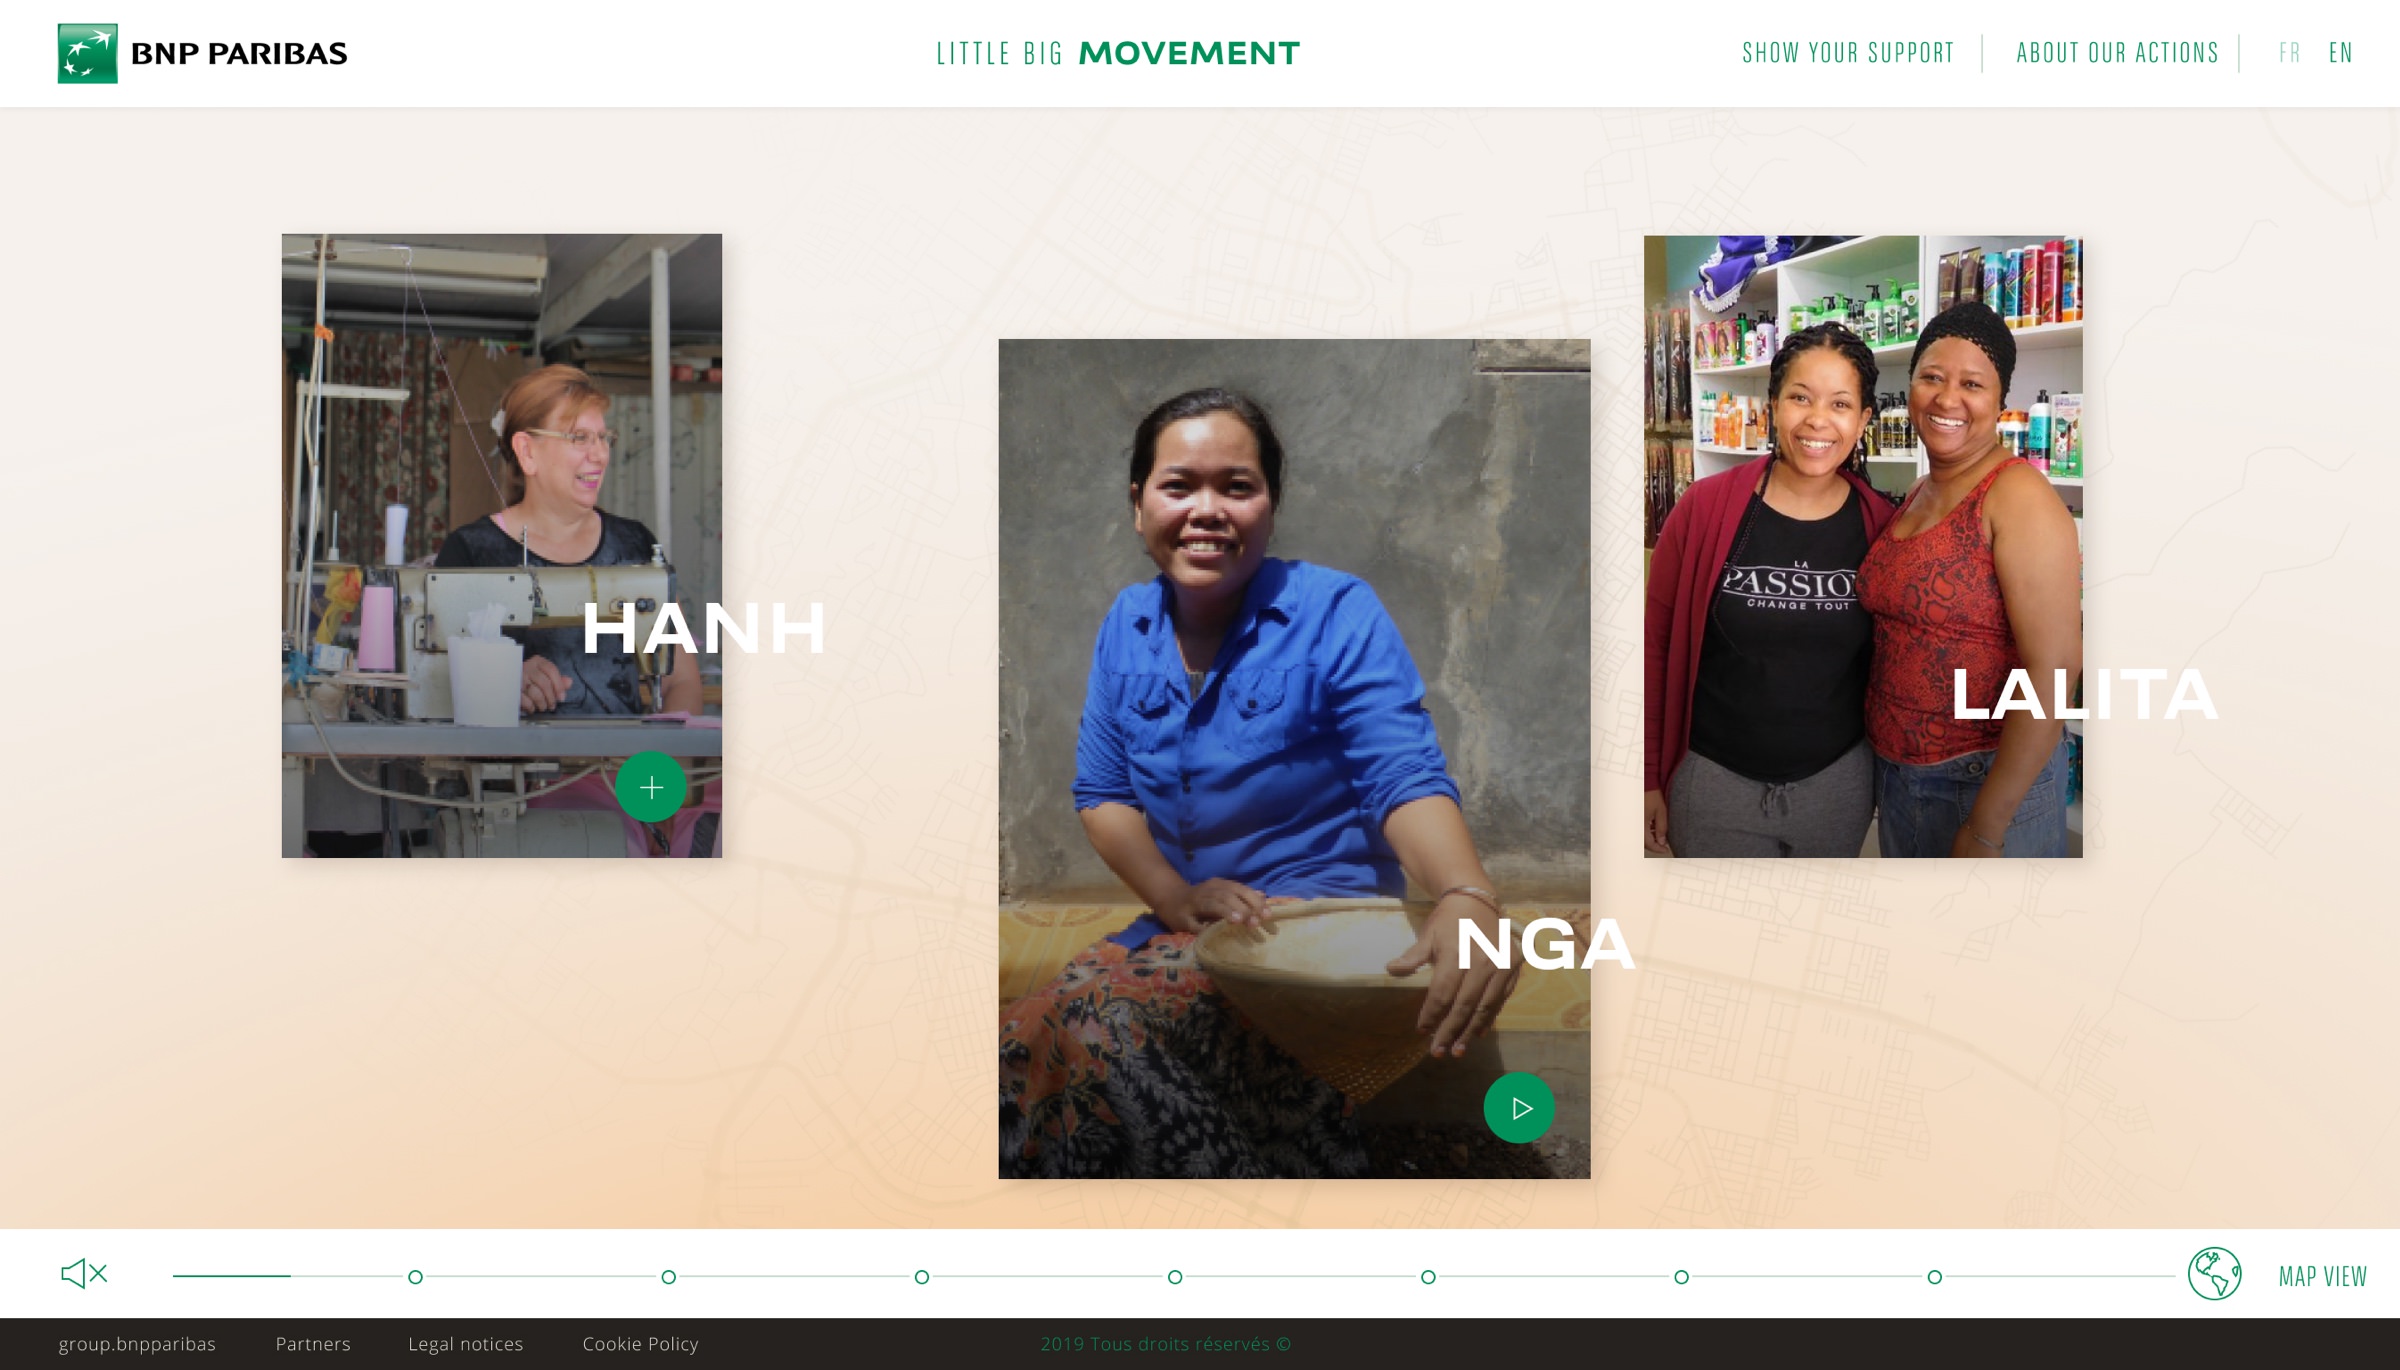 BNP PARIBAS
LITTLE BIG MOVEMENT
SHOW YOUR SUPPORT
ABOUT OUR ACTIONS
FR EN
HANH
LA
PASSION
CHANGE TOUT
LALITA
NGA
MAP VIEW
group.bnpparibas
Partners
Legal notices
Cookie Policy
2019 Tous droits réservés ©